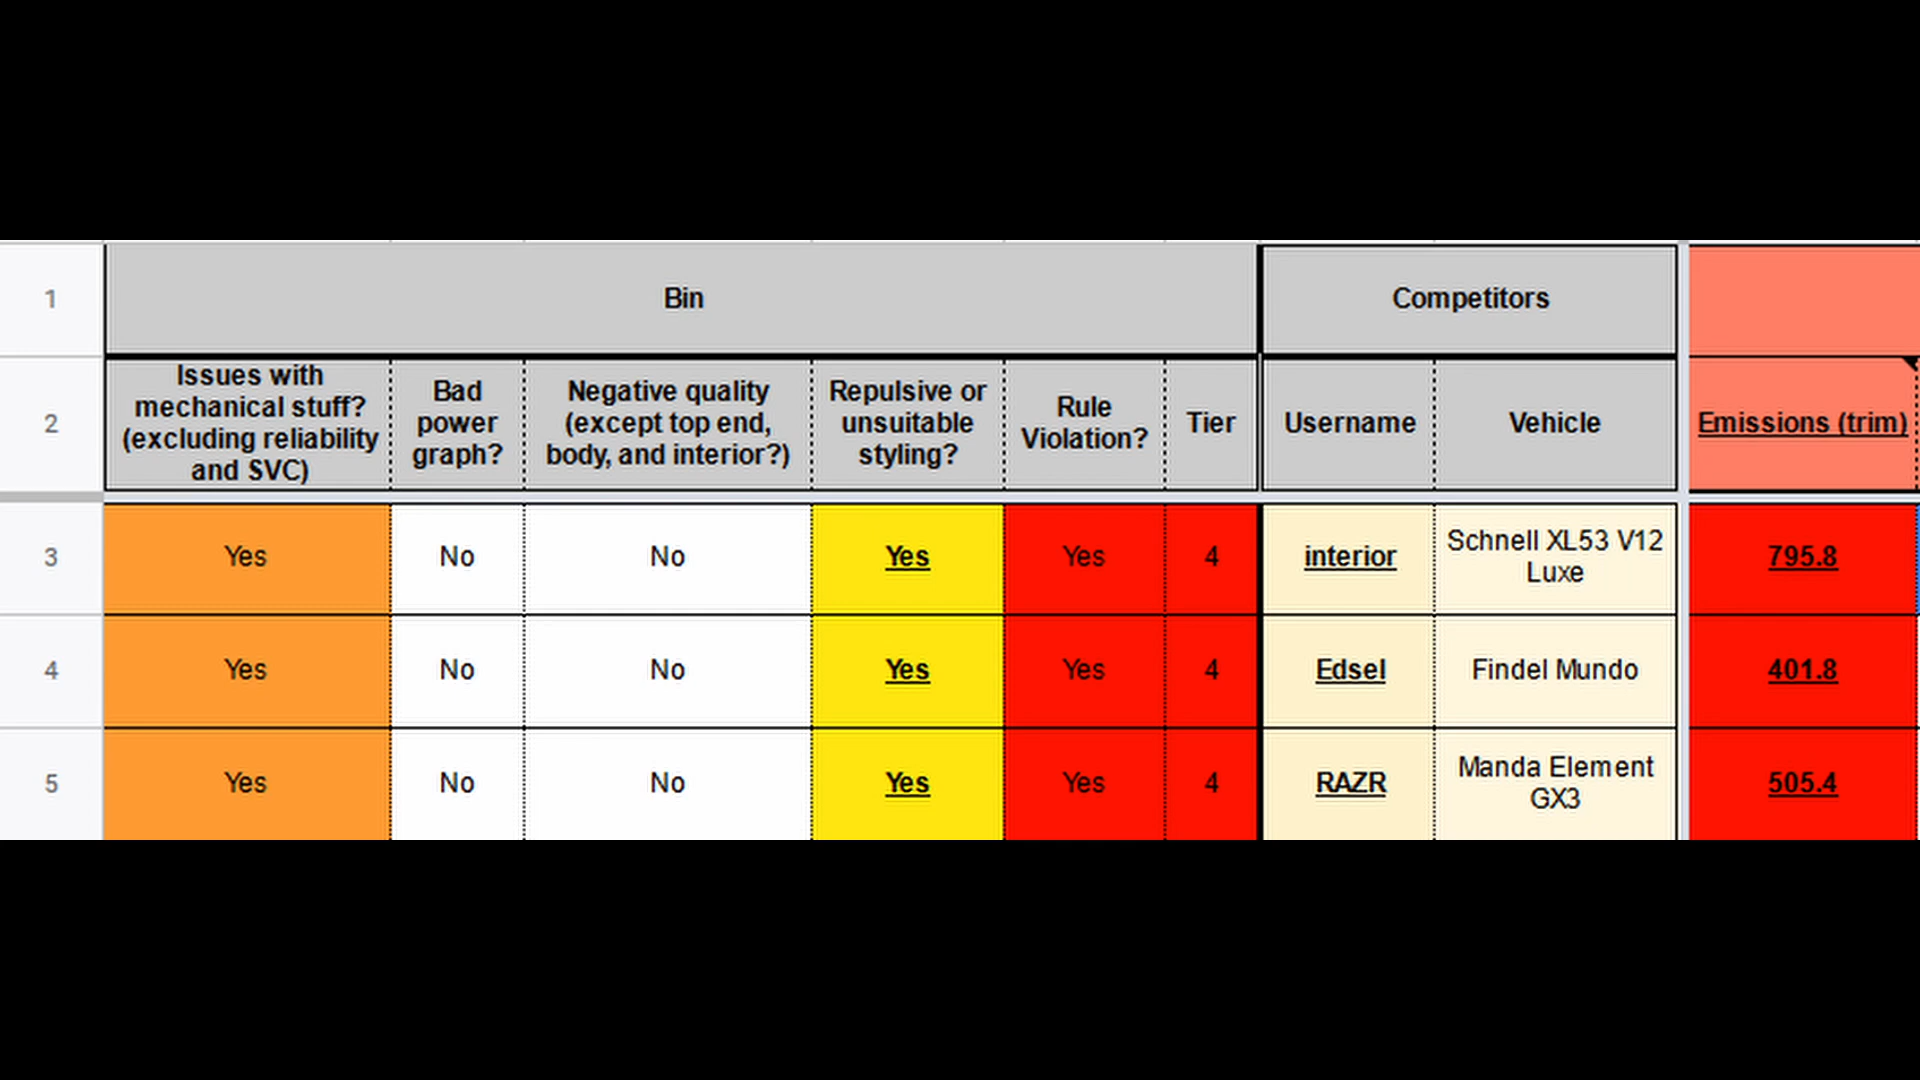 1
Bin
Competitors
2
Issues with
mechanical stuff?
(excluding reliability
and SVC)
Bad
power
graph?
Negative quality
(except top end,
body, and interior?)
Repulsive or
unsuitable
styling?
Rule
Violation?
Tier
Username
Vehicle
Emissions (trim)
3
Yes
No
No
Yes
Yes
4
interior
Schnell XL53 V12
Luxe
795.8
4
Yes
No
No
Yes
Yes
4
Edsel
Findel Mundo
401.8
5
Yes
No
No
Yes
Yes
4
RAZR
Manda Element
GX3
505.4